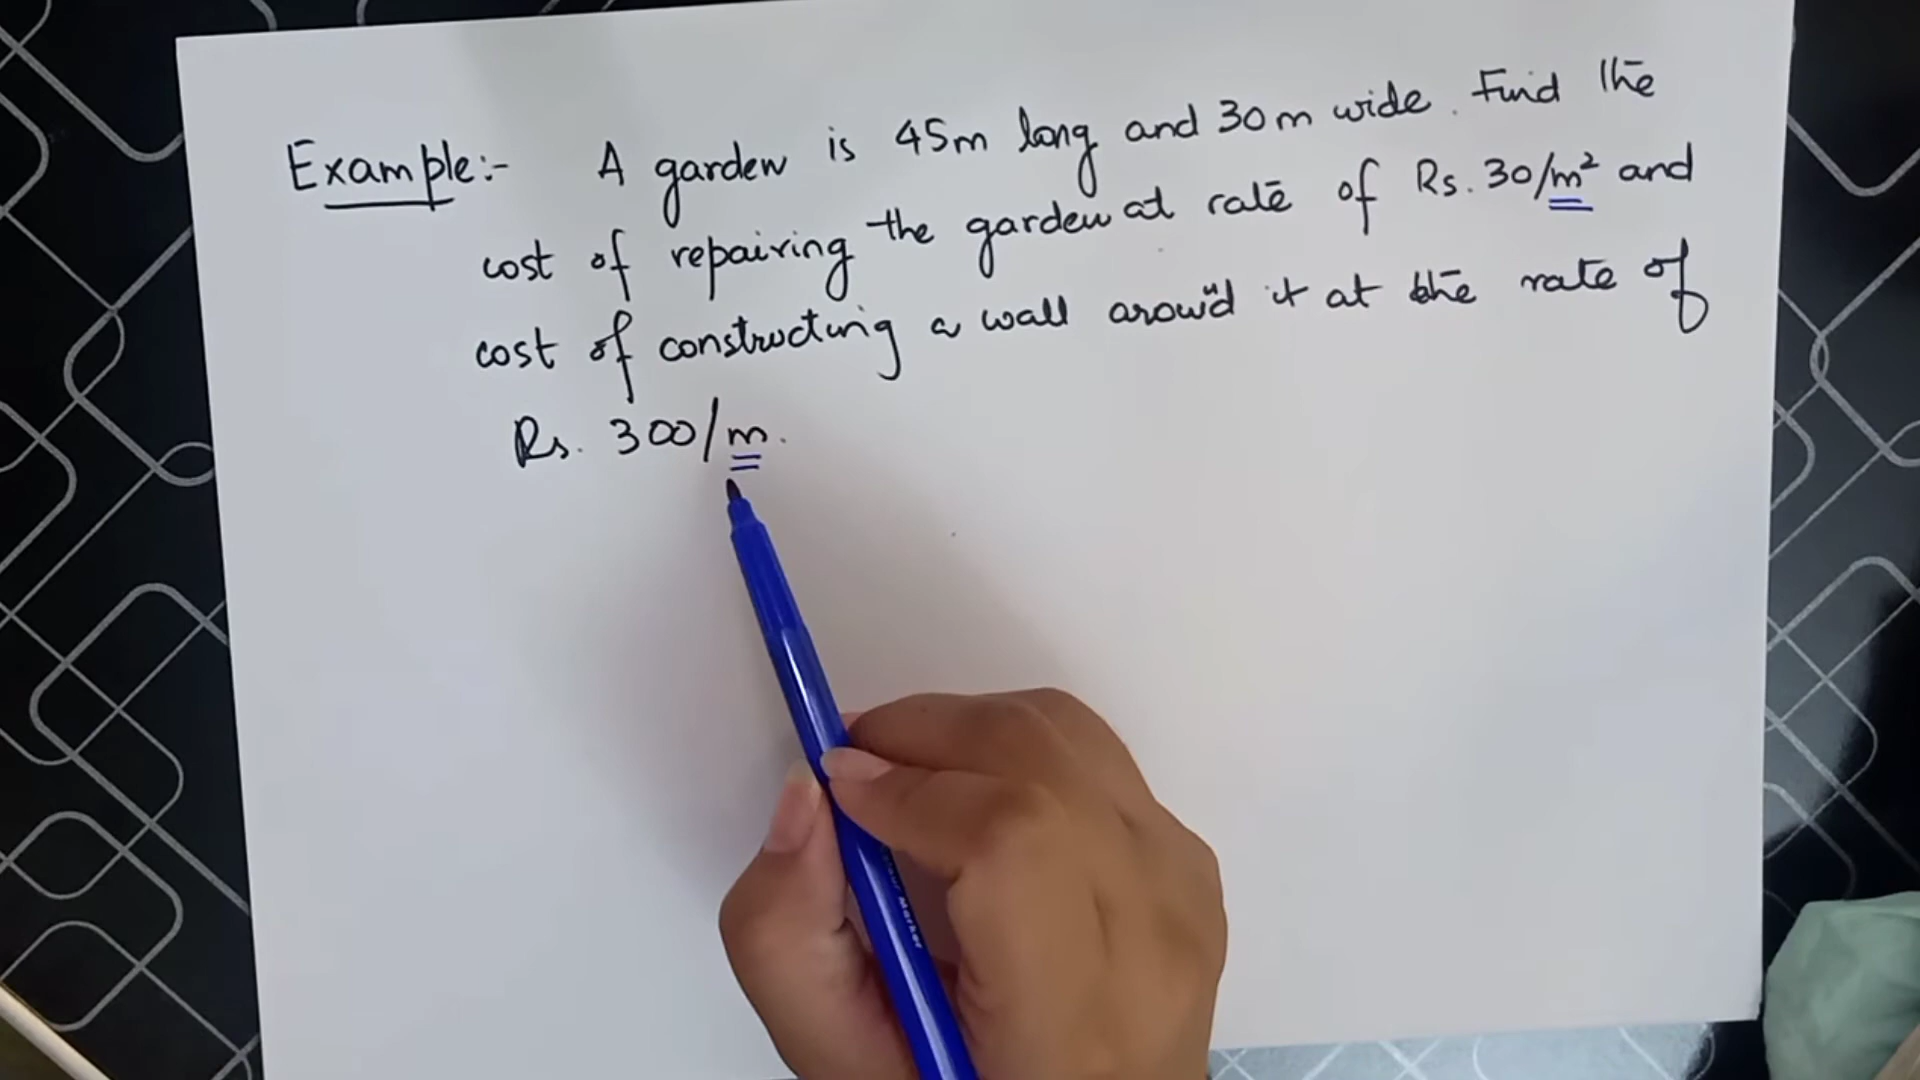 Example:- A garden is 45m long and 30m wide. Find the
cost of repairing the garden at rate of Rs. 30/m² and
cost of constructing a wall around it at the rate of
Rs. 300/m.